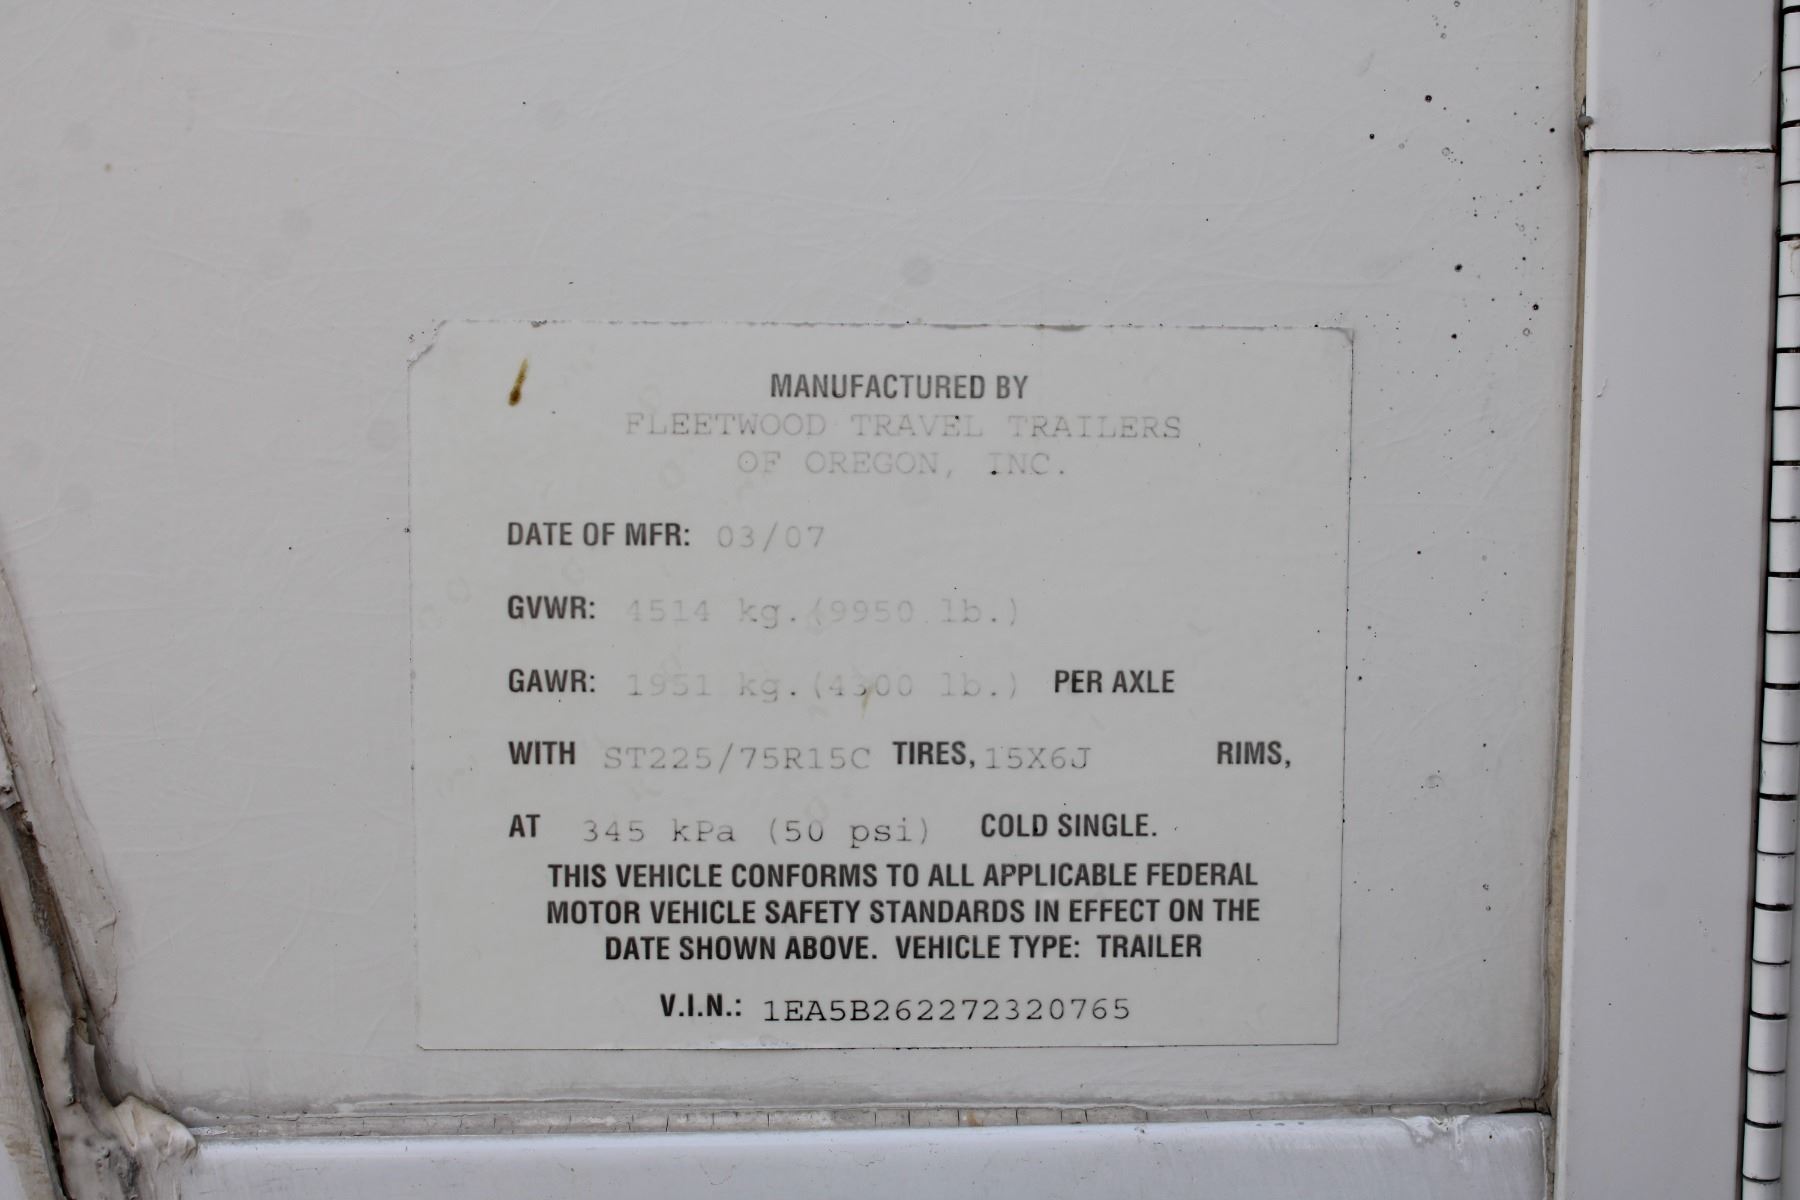 MANUFACTURED BY
FLEETWOOD TRAVEL TRAILERS
OF OREGON, INC.
DATE OF MFR: 03/07
GVWR: 4514 kg.(9950 lb.)
GAWR: 1951 kg.(4300 lb.) PER AXLE
WITH ST225/75R15C TIRES, 15X6J RIMS,
AT 345 kPa (50 psi) COLD SINGLE.
THIS VEHICLE CONFORMS TO ALL APPLICABLE FEDERAL
MOTOR VEHICLE SAFETY STANDARDS IN EFFECT ON THE
DATE SHOWN ABOVE. VEHICLE TYPE: TRAILER
V.I.N.: 1EA5B262272320765